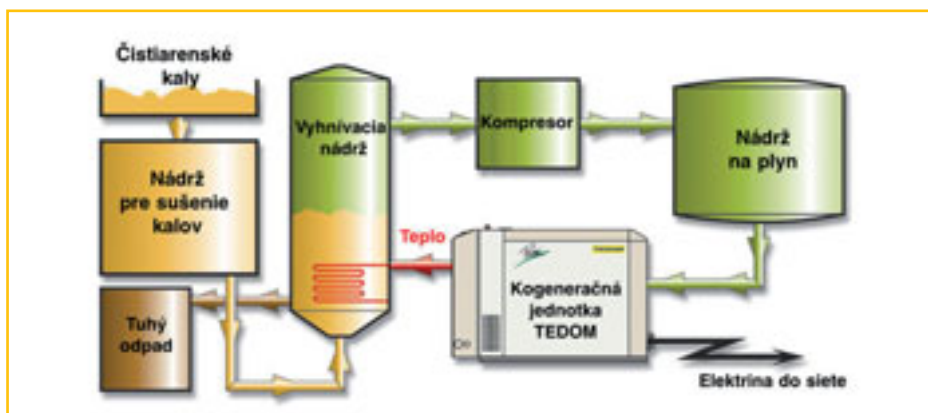 Čistiarenské
kaly
Nádrž
pre sušenie
kalov
Tuhý
odpad
Vyhnívacia
nádrž
Kompresor
Nádrž
na plyn
Teplo
Kogeneračná
jednotka
TEDOM
Elektrina do siete